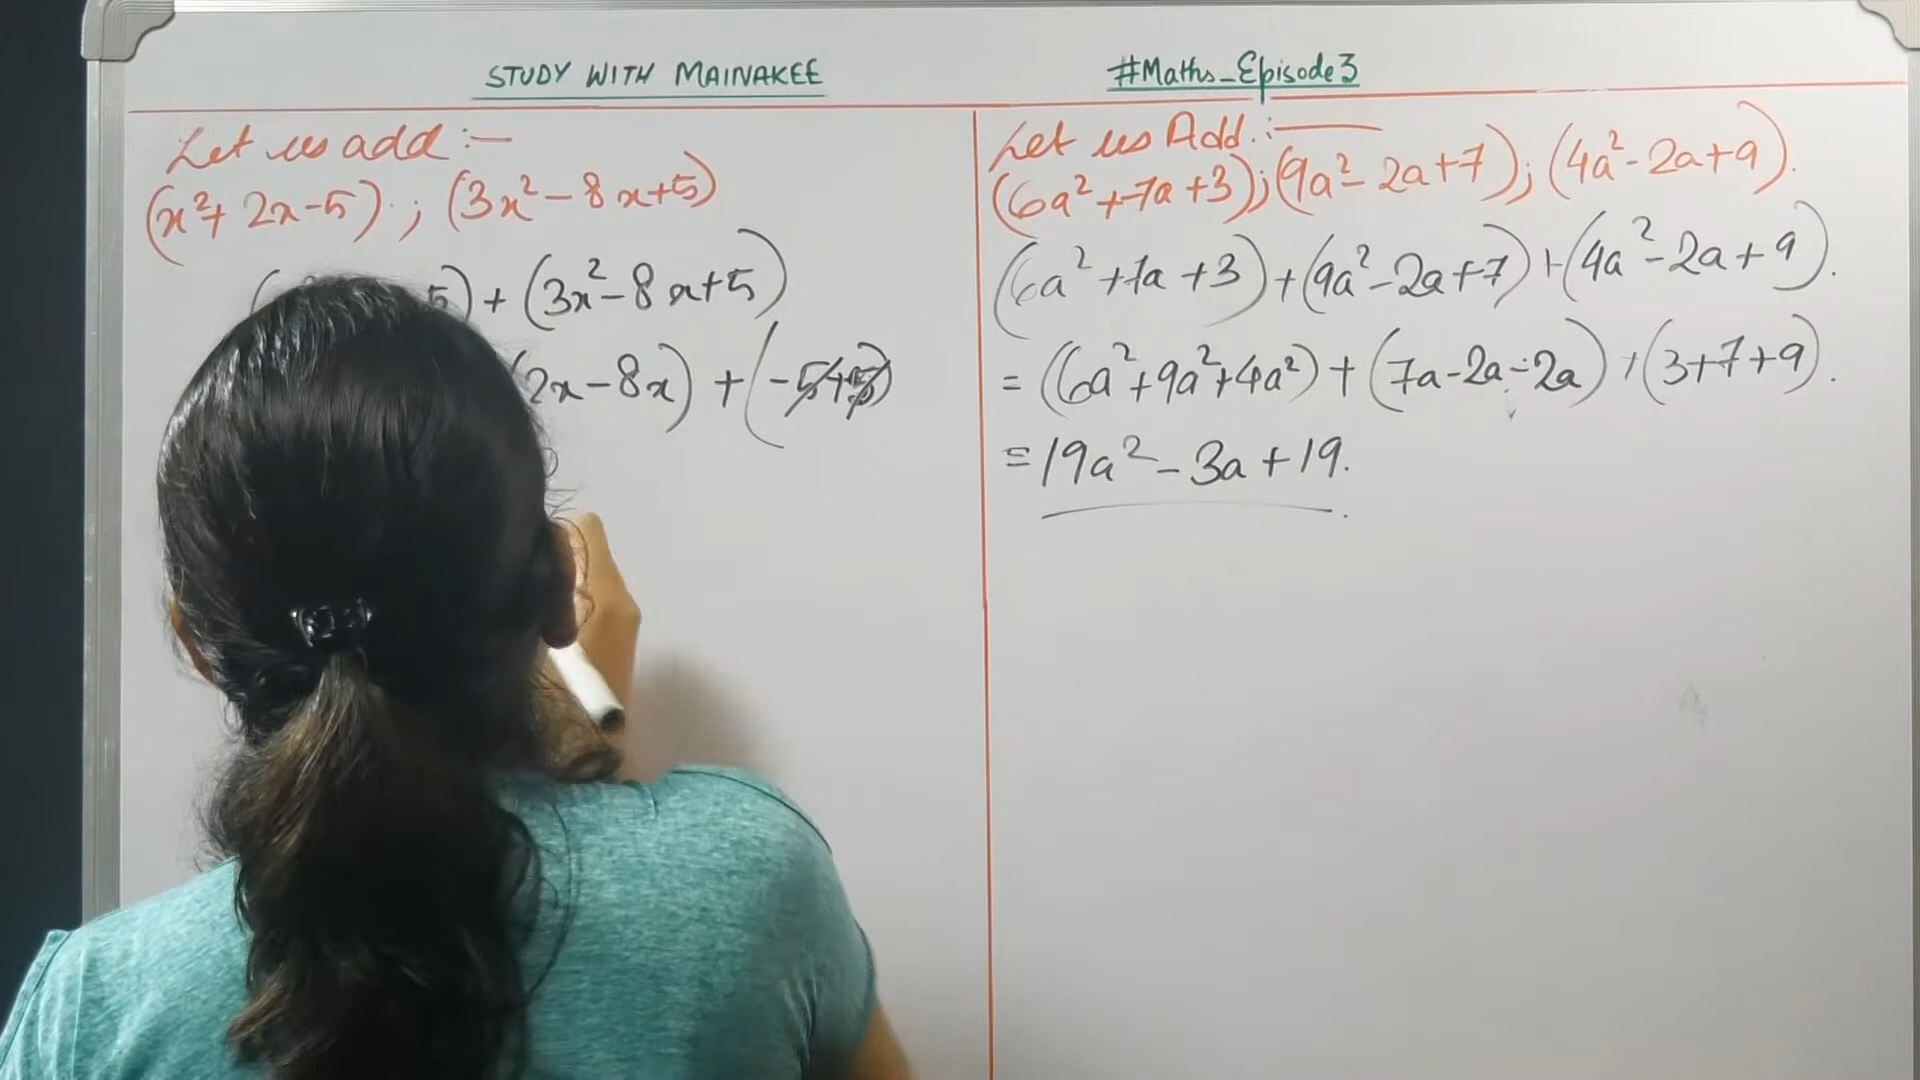 STUDY WITH MAINAKEE
#Maths_Episode3
Let us add :—
(x²+ 2x-5) ; (3x² - 8x+5)
5) + (3x² - 8x+5)
(2x - 8x) + (-5+5)
Let us Add. :—
(6a² + 7a + 3);(9a² - 2a+7); (4a² - 2a+9).
(6a² + 7a + 3) + (9a² - 2a + 7) + (4a² - 2a + 9).
= (6a² + 9a² + 4a²) + (7a - 2a - 2a) + (3+7+9).
= 19a² - 3a + 19.